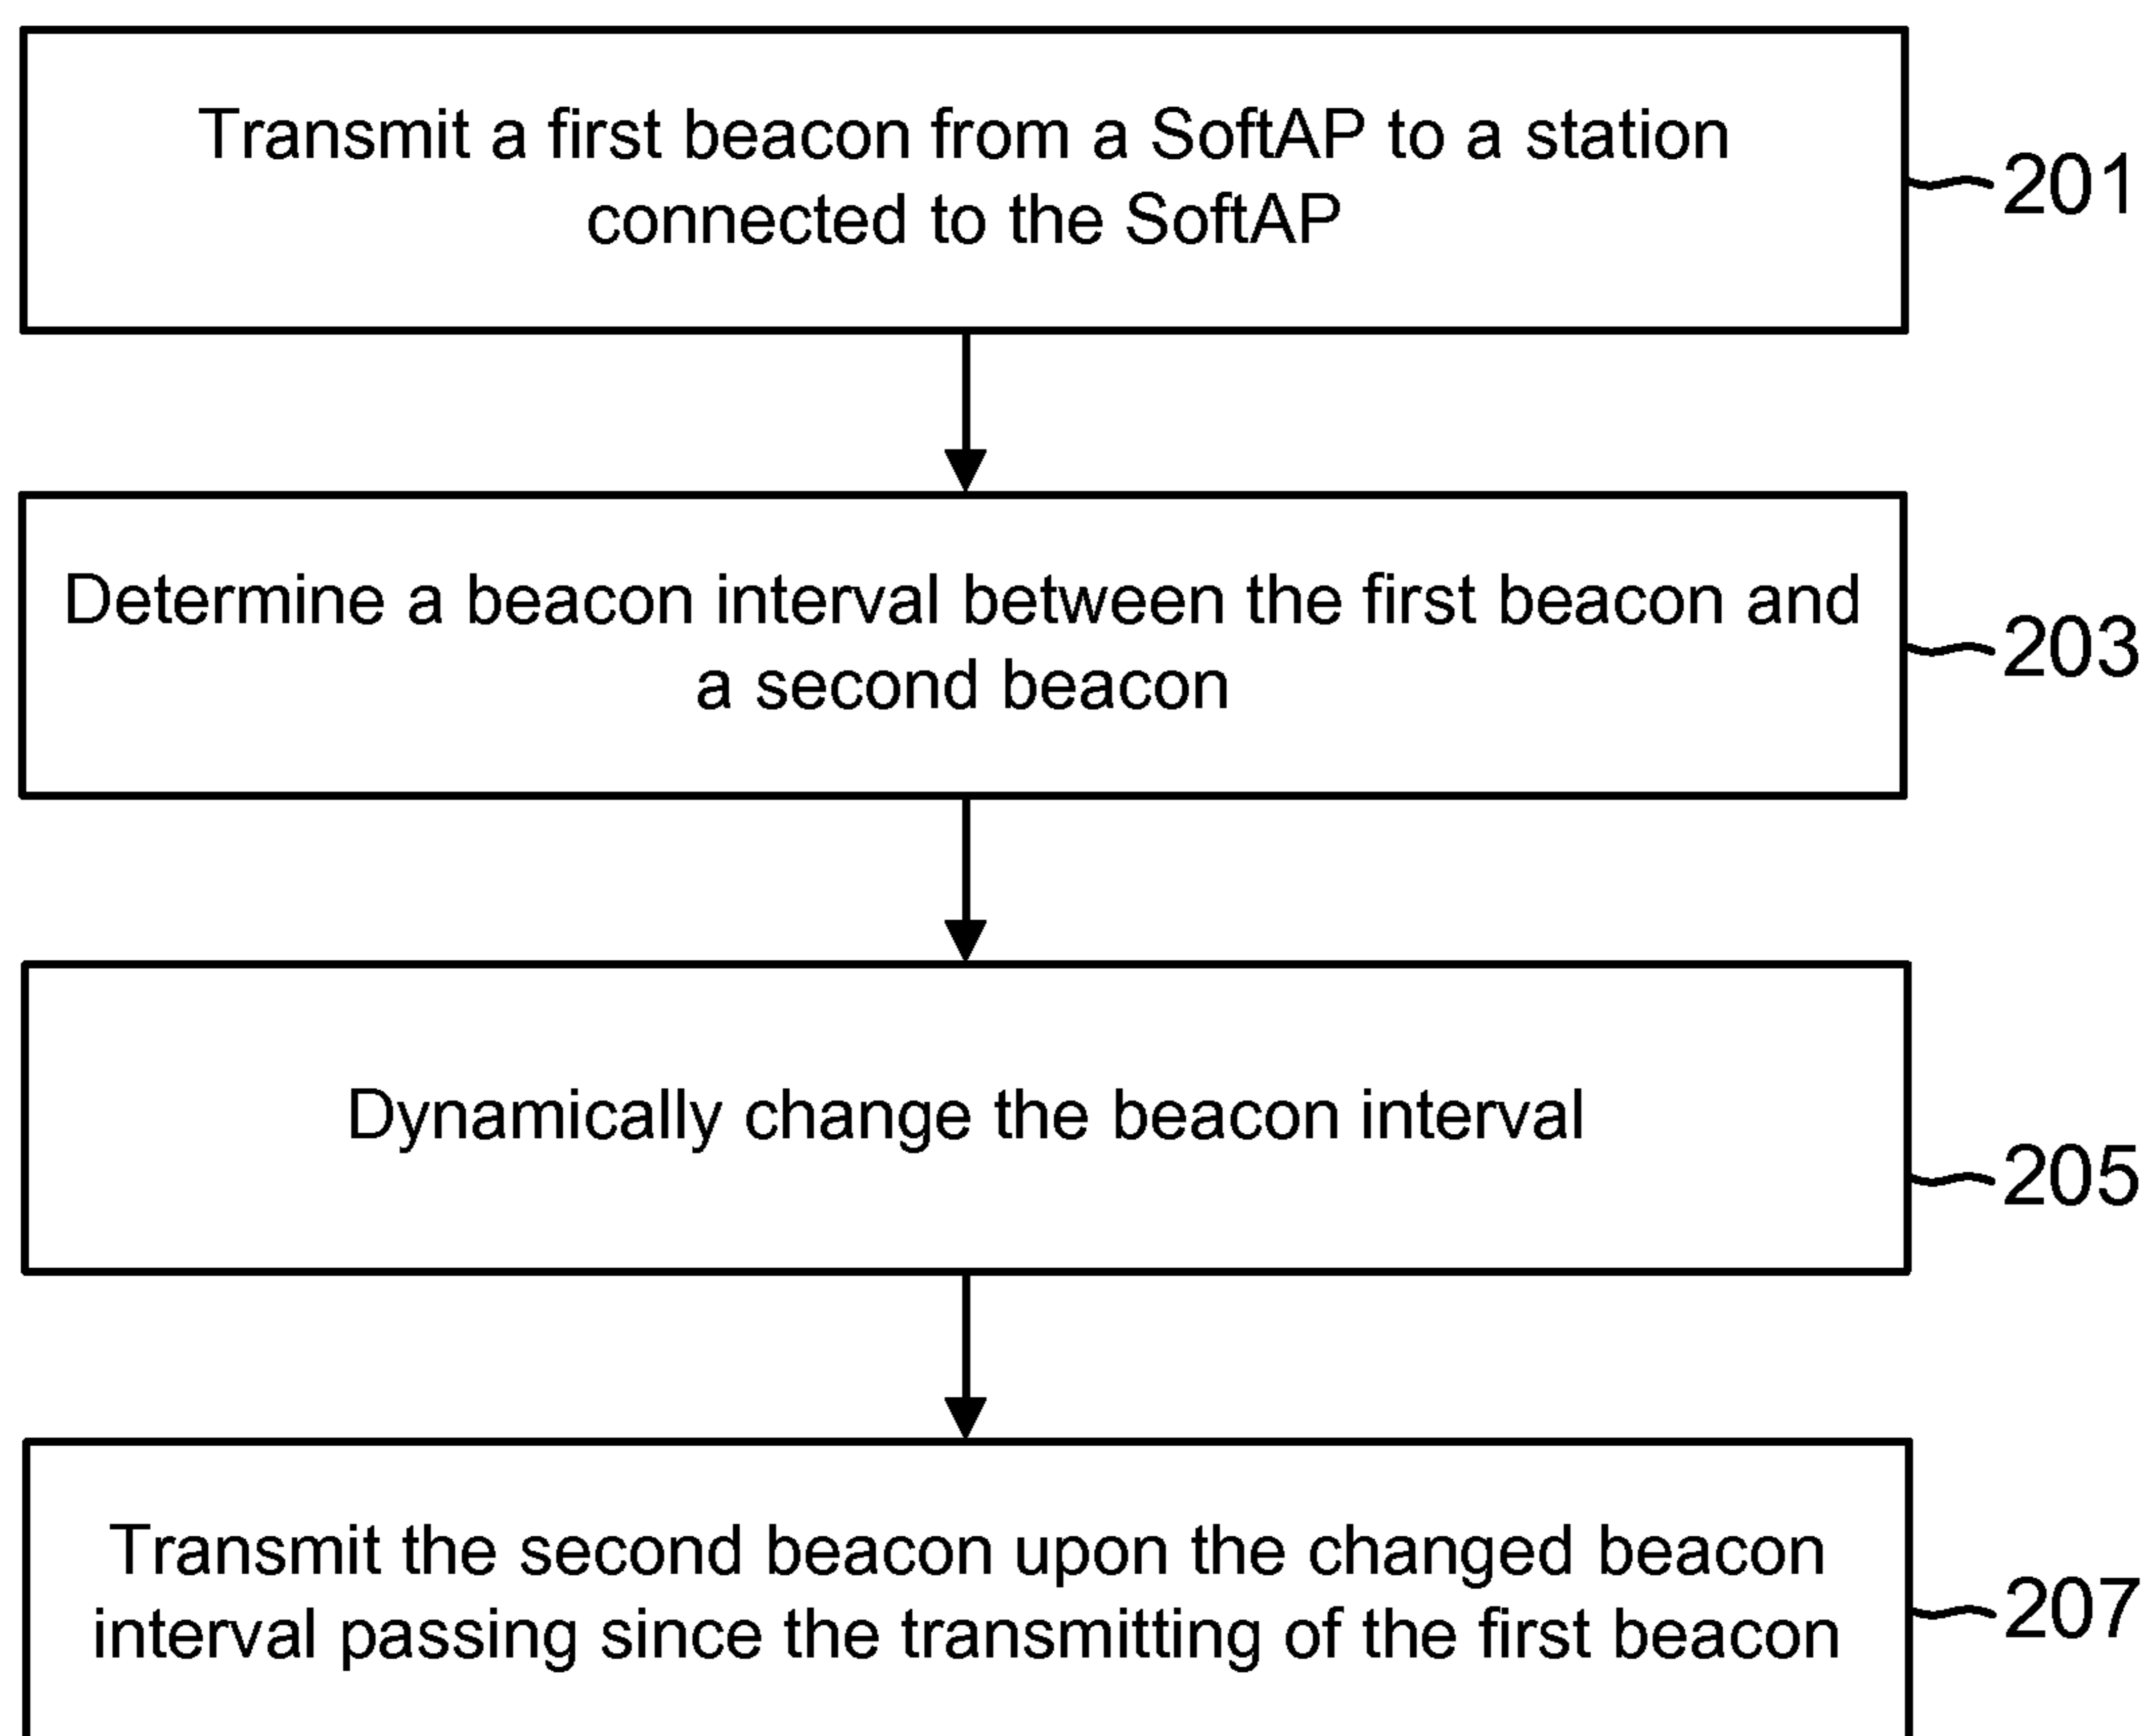 Transmit a first beacon from a SoftAP to a station
connected to the SoftAP
201
Determine a beacon interval between the first beacon and
a second beacon
203
Dynamically change the beacon interval
205
Transmit the second beacon upon the changed beacon
interval passing since the transmitting of the first beacon
207